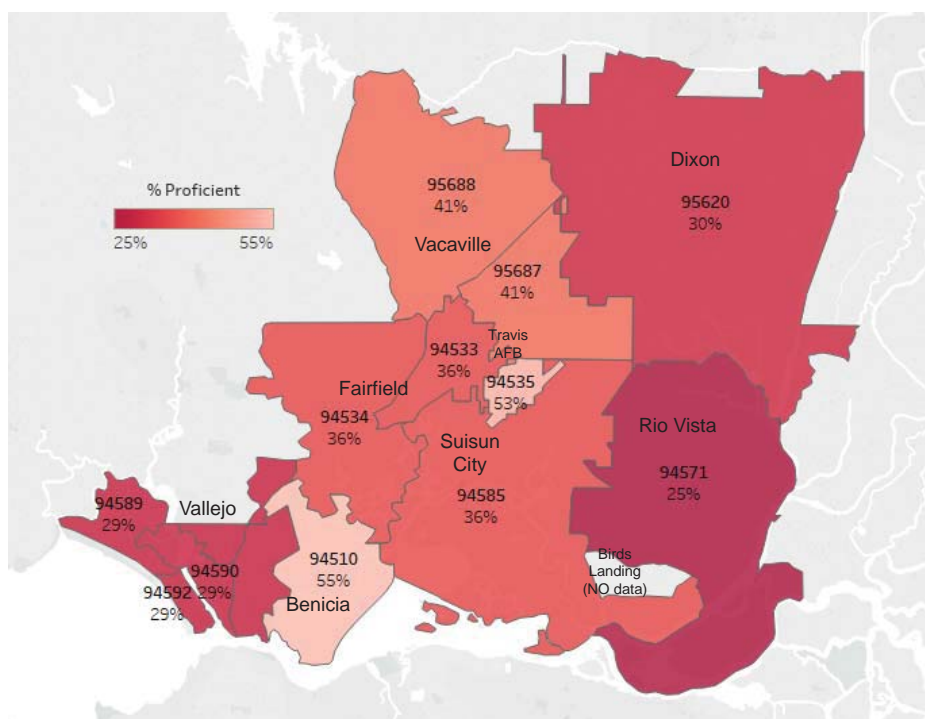 Dixon
95620
30%
95688
41%
Vacaville
% Proficient
25%
55%
95687
41%
Travis
AFB
94533
36%
94535
53%
Fairfield
94534
36%
Rio Vista
94571
25%
Suisun
City
94585
36%
94589
29%
Vallejo
94590
29%
94592
29%
94510
55%
Benicia
Birds
Landing
(NO data)